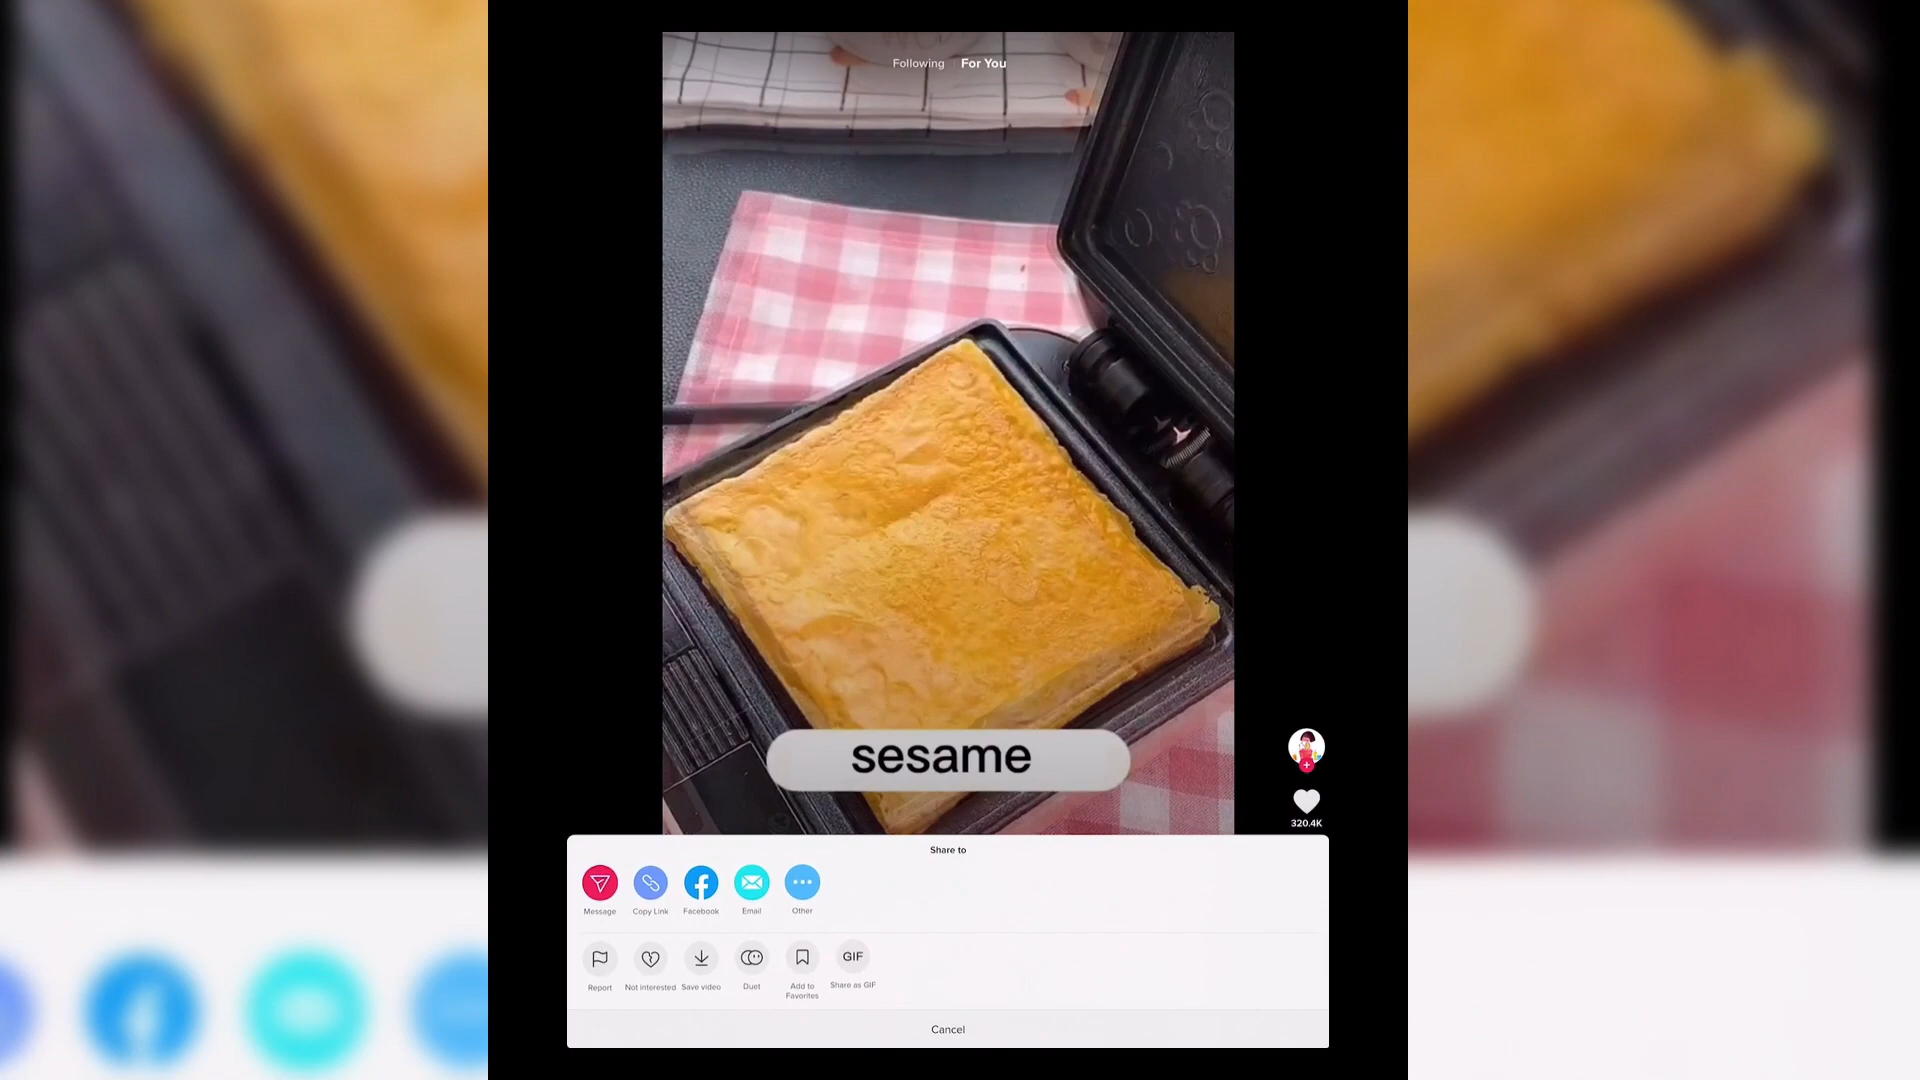 Following For You
sesame
320.4K
Share to
Message Copy Link Facebook Email Other
GIF
Report Not interested Save video Duet Add to Favorites Share as GIF
Cancel